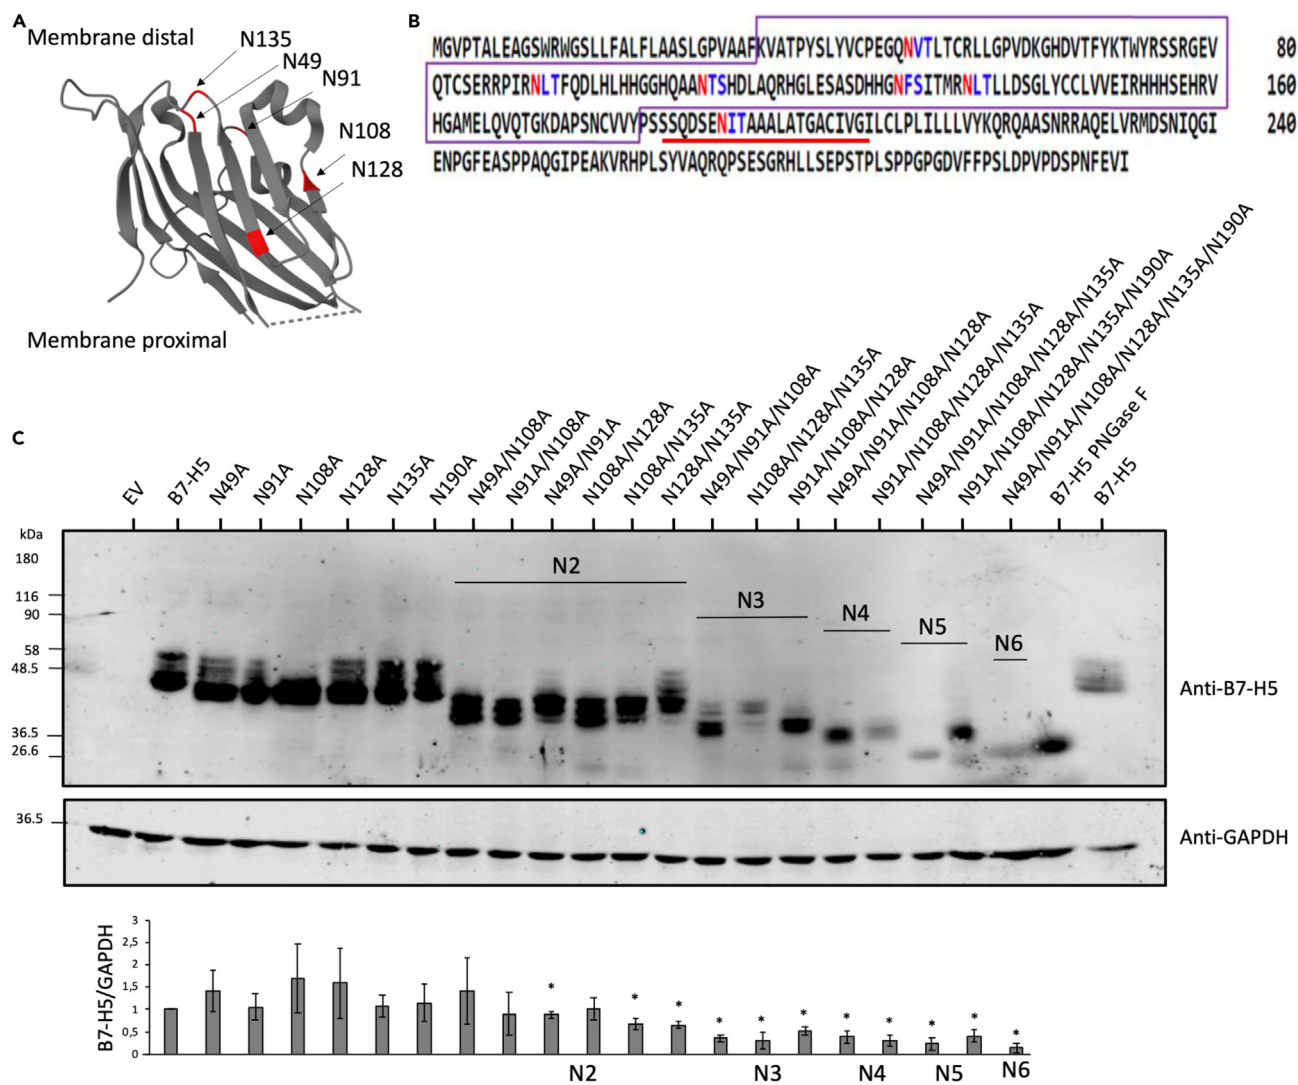 A
Membrane distal
N135
N49
N91
N108
N128
Membrane proximal
B
MGVPTALEAGSWRWGSLLFALFLAASLGPVAAFKVATPYSLYVCPEGQNVTLTCRLLGPVDKGHDVTFYKTWYRSSRGEV 80
QTCSERRPIRNLTFQDLHLHHGGHQAANTSHDLAQRHGLESASDHHGNFSITMRNLTLLDSGLYCCLVVEIRHHHSEHRV 160
HGAMELQVQTGKDAPSNCVVYPSSSQDSENITAAALATGACIVGILCLPLILLLVYKQRQAASNRRAQELVRMDSNIQGI 240
ENPGFEASPPAQGIPEAKVRHPLSYVAQRQPSESGRHLLSEPSTPLSPPGPGDVFFPSLDPVPDSPNFEVI
C
EV
B7-H5
N49A
N91A
N108A
N128A
N135A
N190A
N49A/N108A
N91A/N108A
N49A/N91A
N108A/N128A
N108A/N135A
N128A/N135A
N49A/N91A/N108A
N108A/N128A/N135A
N91A/N108A/N128A
N49A/N91A/N108A/N128A
N91A/N108A/N128A/N135A
N49A/N91A/N108A/N128A/N135A
N91A/N108A/N128A/N135A/N190A
N49A/N91A/N108A/N128A/N135A/N190A
B7-H5 PNGase F
B7-H5
kDa
180
116
90
58
48.5
36.5
26.6
N2
N3
N4
N5
N6
Anti-B7-H5
36.5
Anti-GAPDH
B7-H5/GAPDH
3
2,5
2
1,5
1
0,5
0
* * * * * * * * * * *
N2 N3 N4 N5 N6